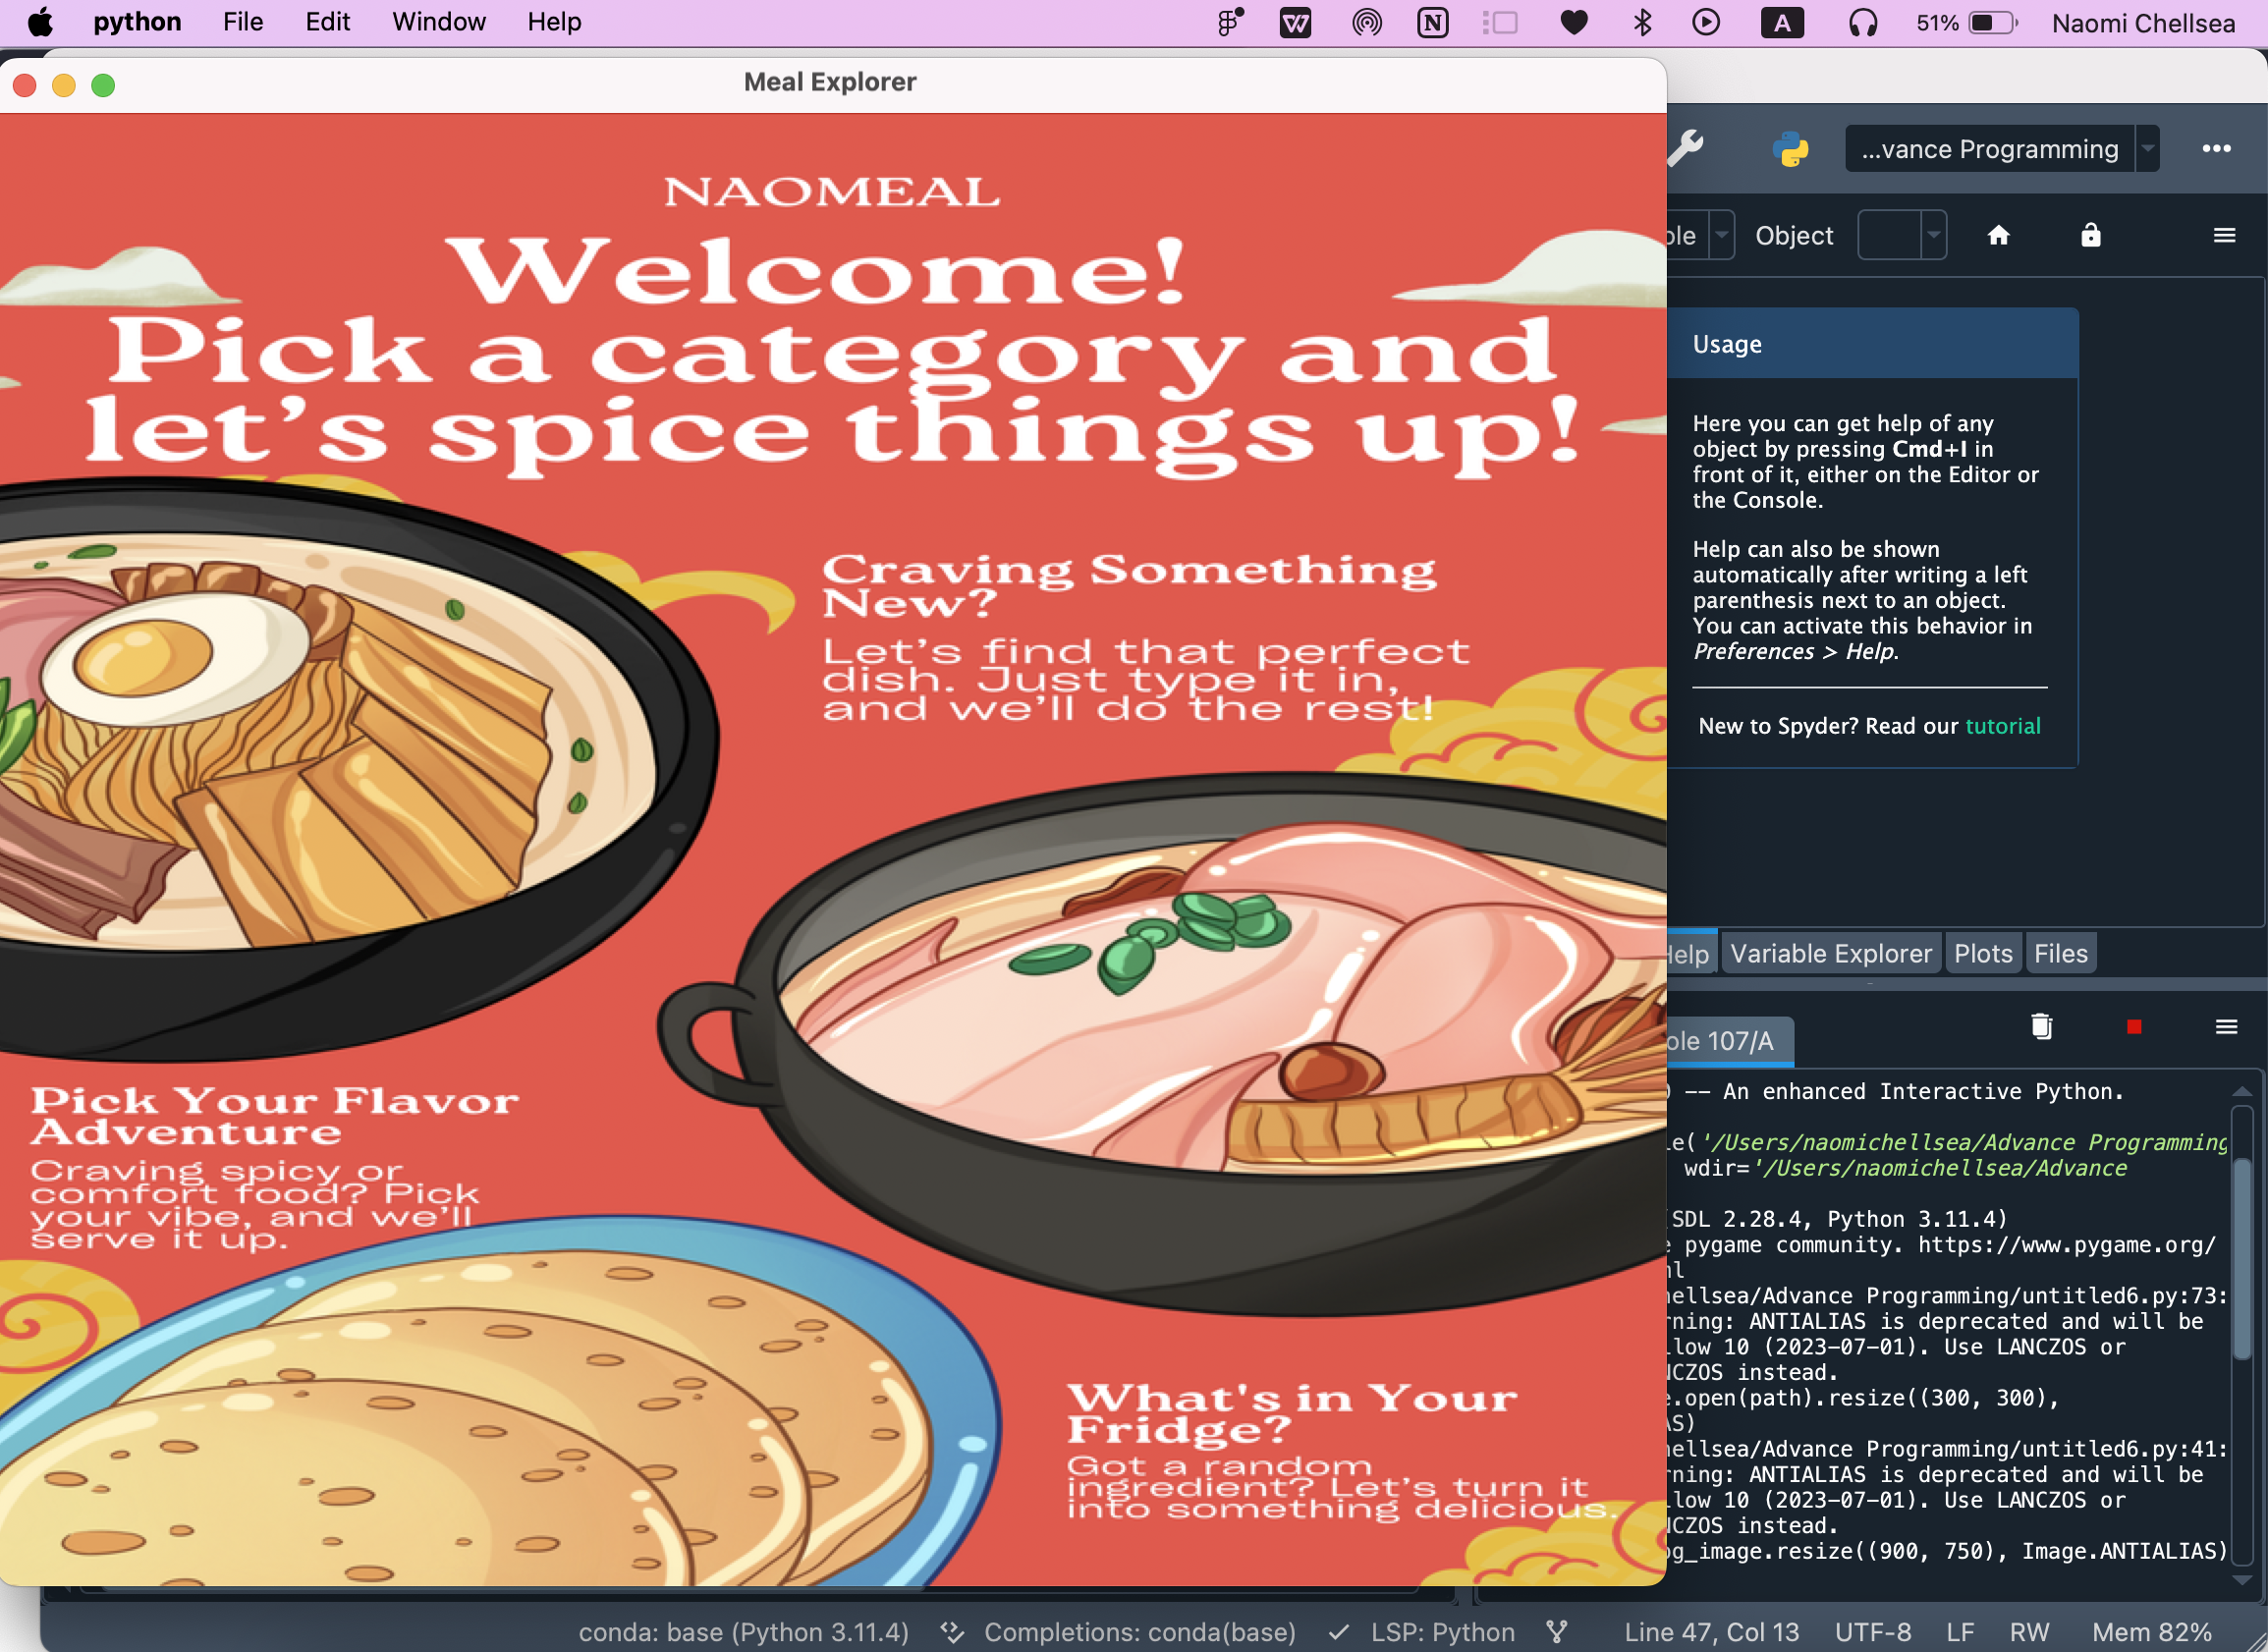 python File Edit Window Help
A 51% Naomi Chellsea
Meal Explorer
NAOMEAL
Welcome!
Pick a category and
let's spice things up!
Craving Something
New?
Let's find that perfect
dish. Just type it in,
and we'll do the rest!
Pick Your Flavor
Adventure
Craving spicy or
comfort food? Pick
your vibe, and we'll
serve it up.
What's in Your
Fridge?
Got a random
ingredient? Let's turn it
into something delicious.
...vance Programming
Object
Usage
Here you can get help of any
object by pressing Cmd+I in
front of it, either on the Editor or
the Console.
Help can also be shown
automatically after writing a left
parenthesis next to an object.
You can activate this behavior in
Preferences > Help.
New to Spyder? Read our tutorial
Help Variable Explorer Plots Files
ole 107/A
-- An enhanced Interactive Python.
le('/Users/naomichellsea/Advance Programming
wdir='/Users/naomichellsea/Advance
(SDL 2.28.4, Python 3.11.4)
pygame community. https://www.pygame.org/
ellsea/Advance Programming/untitled6.py:73:
rning: ANTIALIAS is deprecated and will be
llow 10 (2023-07-01). Use LANCZOS or
NCZOS instead.
e.open(path).resize((300, 300),
AS)
ellsea/Advance Programming/untitled6.py:41:
rning: ANTIALIAS is deprecated and will be
llow 10 (2023-07-01). Use LANCZOS or
NCZOS instead.
g_image.resize((900, 750), Image.ANTIALIAS)
conda: base (Python 3.11.4) Completions: conda(base) LSP: Python Line 47, Col 13 UTF-8 LF RW Mem 82%